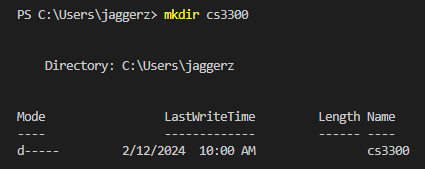 PS C:\Users\jaggerz> mkdir cs3300
Directory: C:\Users\jaggerz
Mode LastWriteTime Length Name
---- ------------- ------ ----
d----- 2/12/2024 10:00 AM cs3300